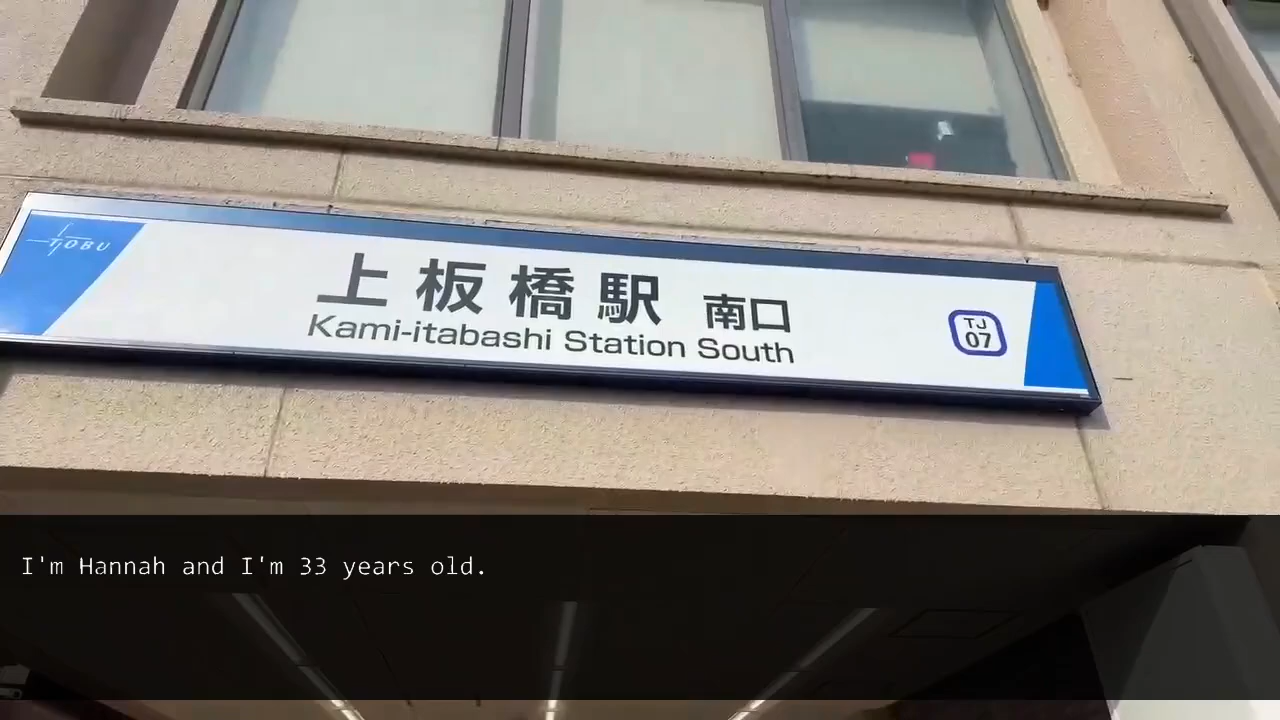 TOBU
上板橋駅 南口
Kami-itabashi Station South
TJ
07
I'm Hannah and I'm 33 years old.